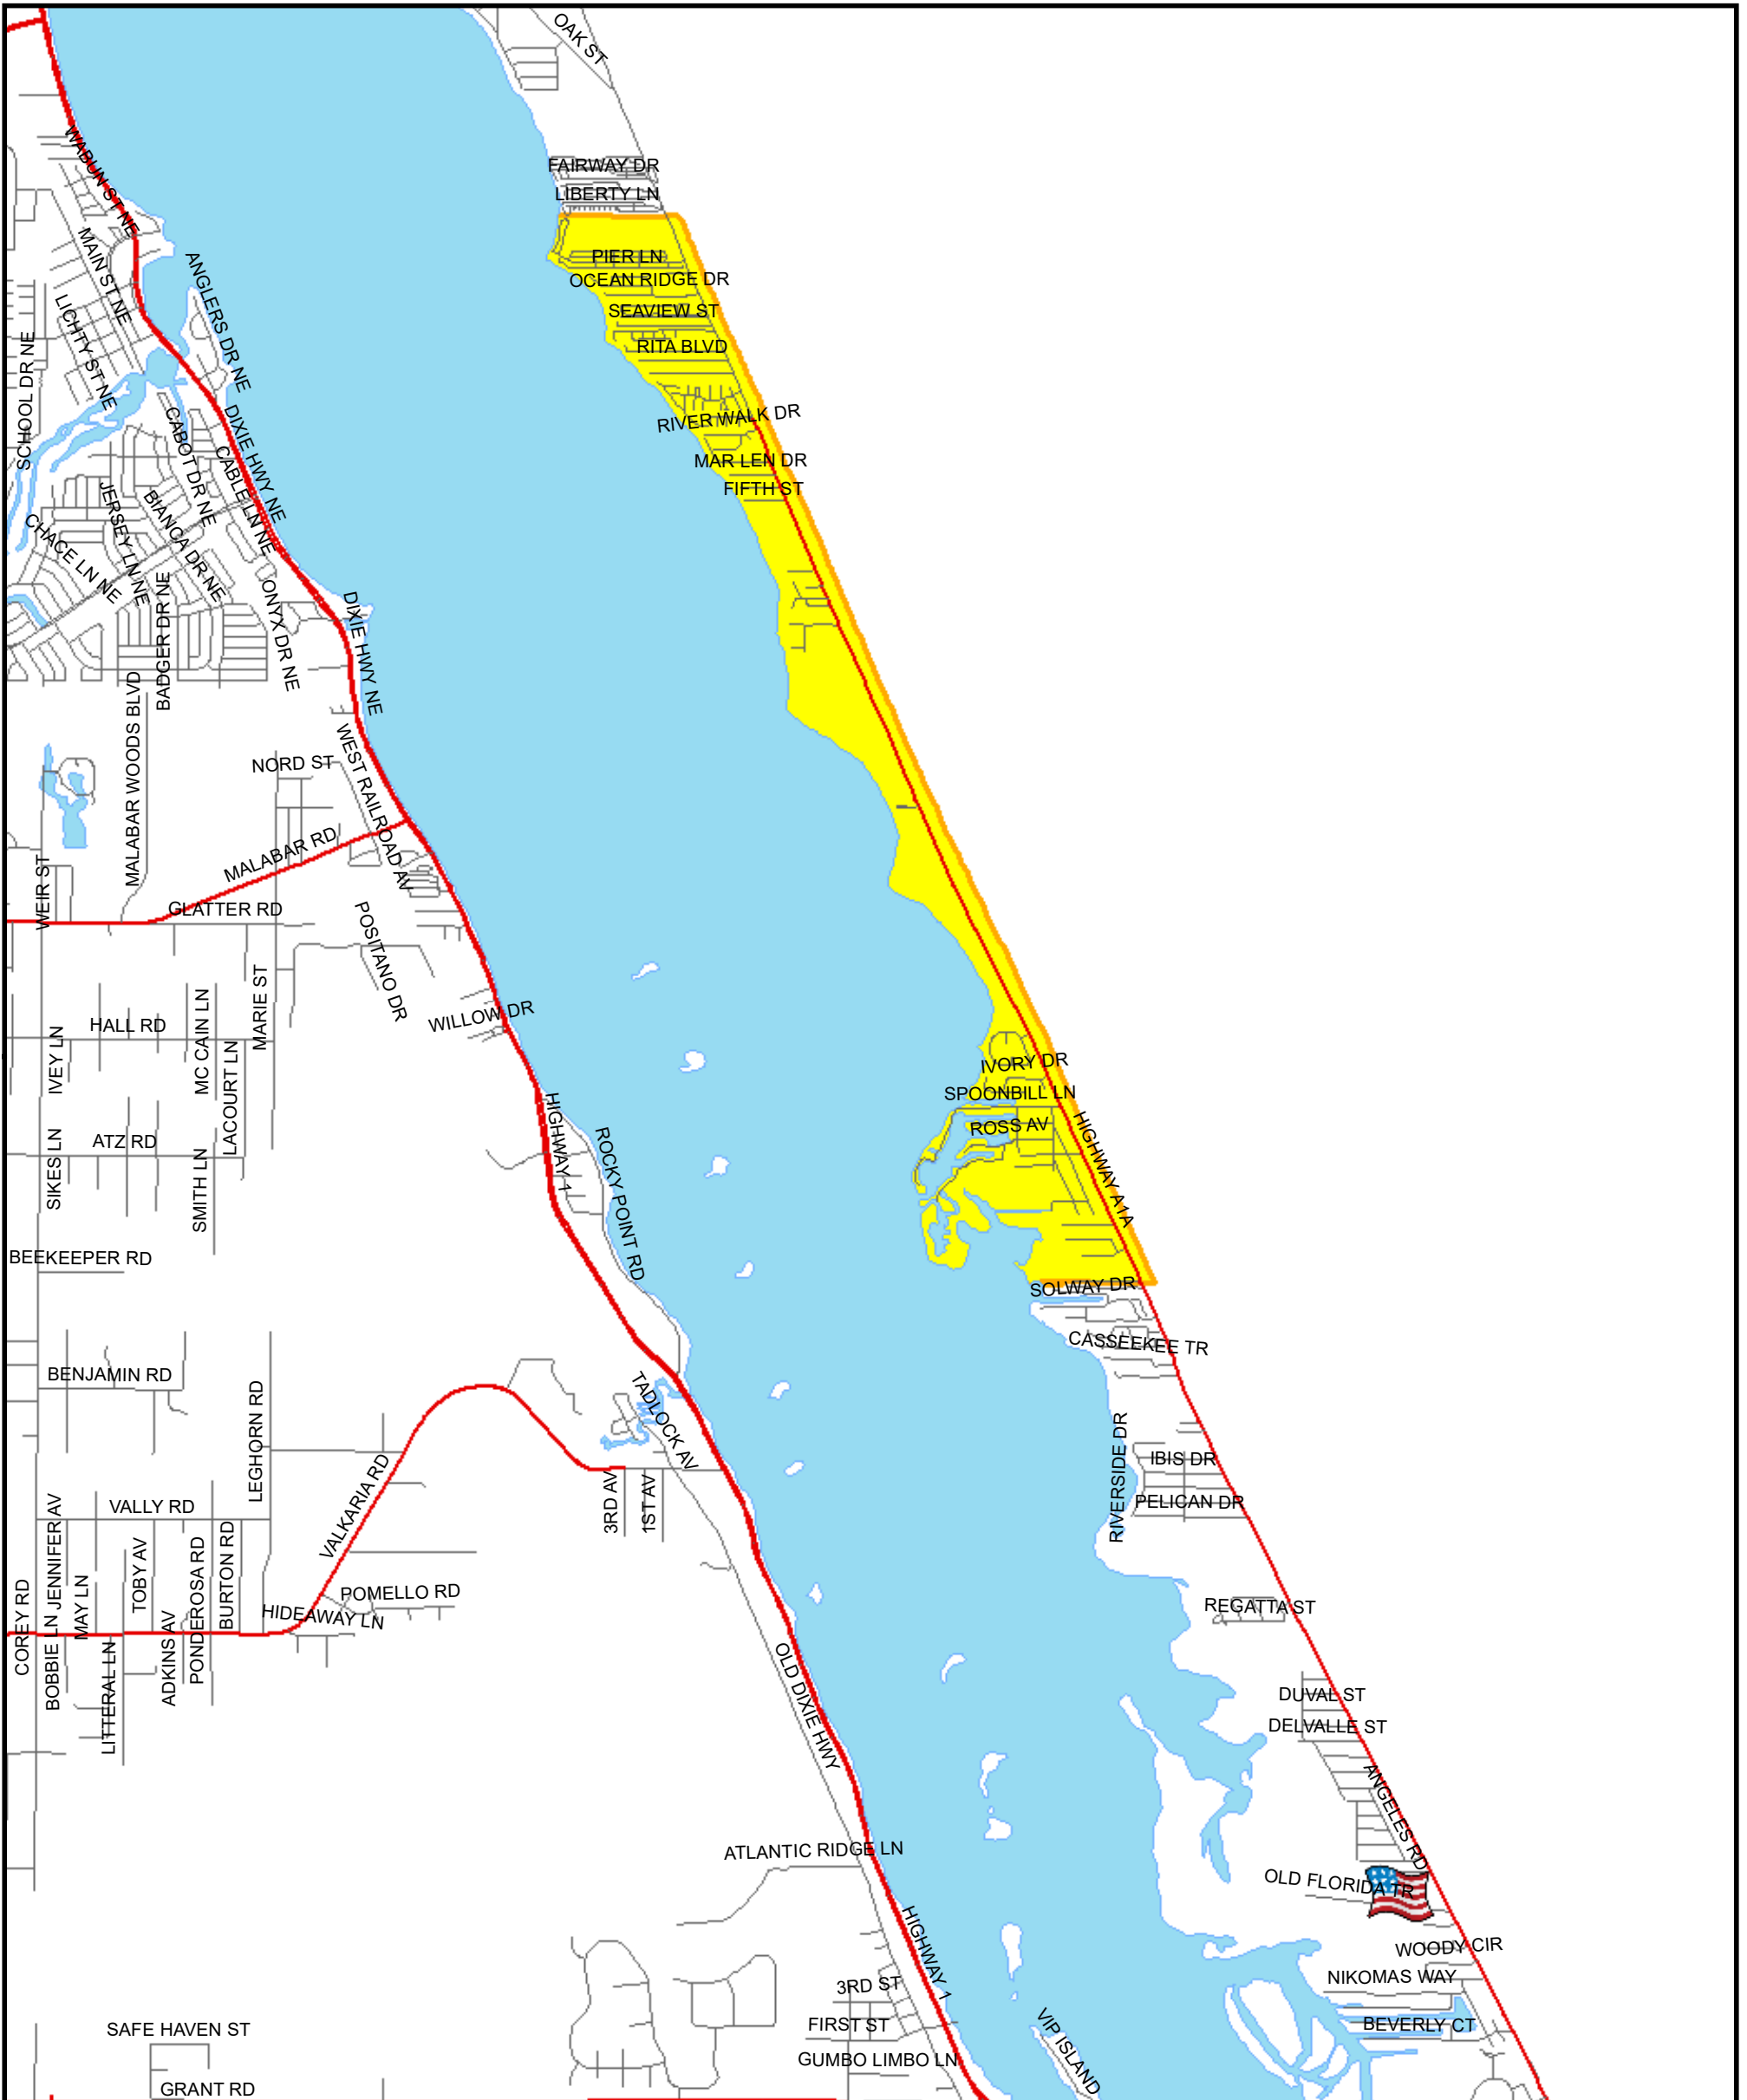 OAK ST
FAIRWAY DR
LIBERTY LN
WABUN ST NE
MAIN ST NE
ANGLERS DR NE
PIER LN
OCEAN RIDGE DR
SEAVIEW ST
RITA BLVD
LICHTY ST NE
SCHOOL DR NE
RIVER WALK DR
MAR LEN DR
FIFTH ST
DIXIE HWY NE
CABOT DR NE
CABLE LN NE
BIANCA DR NE
JERSEY LN NE
CHACE LN NE
BADGER DR NE
ONYX DR NE
DIXIE HWY NE
MALABAR WOODS BLVD
WEST RAILROAD AV
NORD ST
MALABAR RD
WEIR ST
GLATTER RD
POSITANO DR
WILLOW DR
HALL RD
MC CAIN LN
MARIE ST
IVEY LN
LACOURT LN
IVORY DR
SPOONBILL LN
ROSS AV
HIGHWAY A1A
HIGHWAY 1
ROCKY POINT RD
ATZ RD
SIKES LN
SMITH LN
BEEKEEPER RD
SOLWAY DR
CASSEEKEE TR
BENJAMIN RD
LEGHORN RD
TADLOCK AV
RIVERSIDE DR
IBIS DR
PELICAN DR
VALKARIA RD
3RD AV
1ST AV
VALLY RD
JENNIFER AV
TOBY AV
PONDEROSA RD
BURTON RD
POMELLO RD
HIDEAWAY LN
COREY RD
BOBBIE LN
MAY LN
ADKINS AV
LITTERAL LN
REGATTA ST
OLD DIXIE HWY
DUVAL ST
DELVALLE ST
ANGELES RD
ATLANTIC RIDGE LN
OLD FLORIDA TR
HIGHWAY 1
WOODY CIR
NIKOMAS WAY
3RD ST
FIRST ST
BEVERLY CT
VIP ISLAND
GUMBO LIMBO LN
SAFE HAVEN ST
GRANT RD